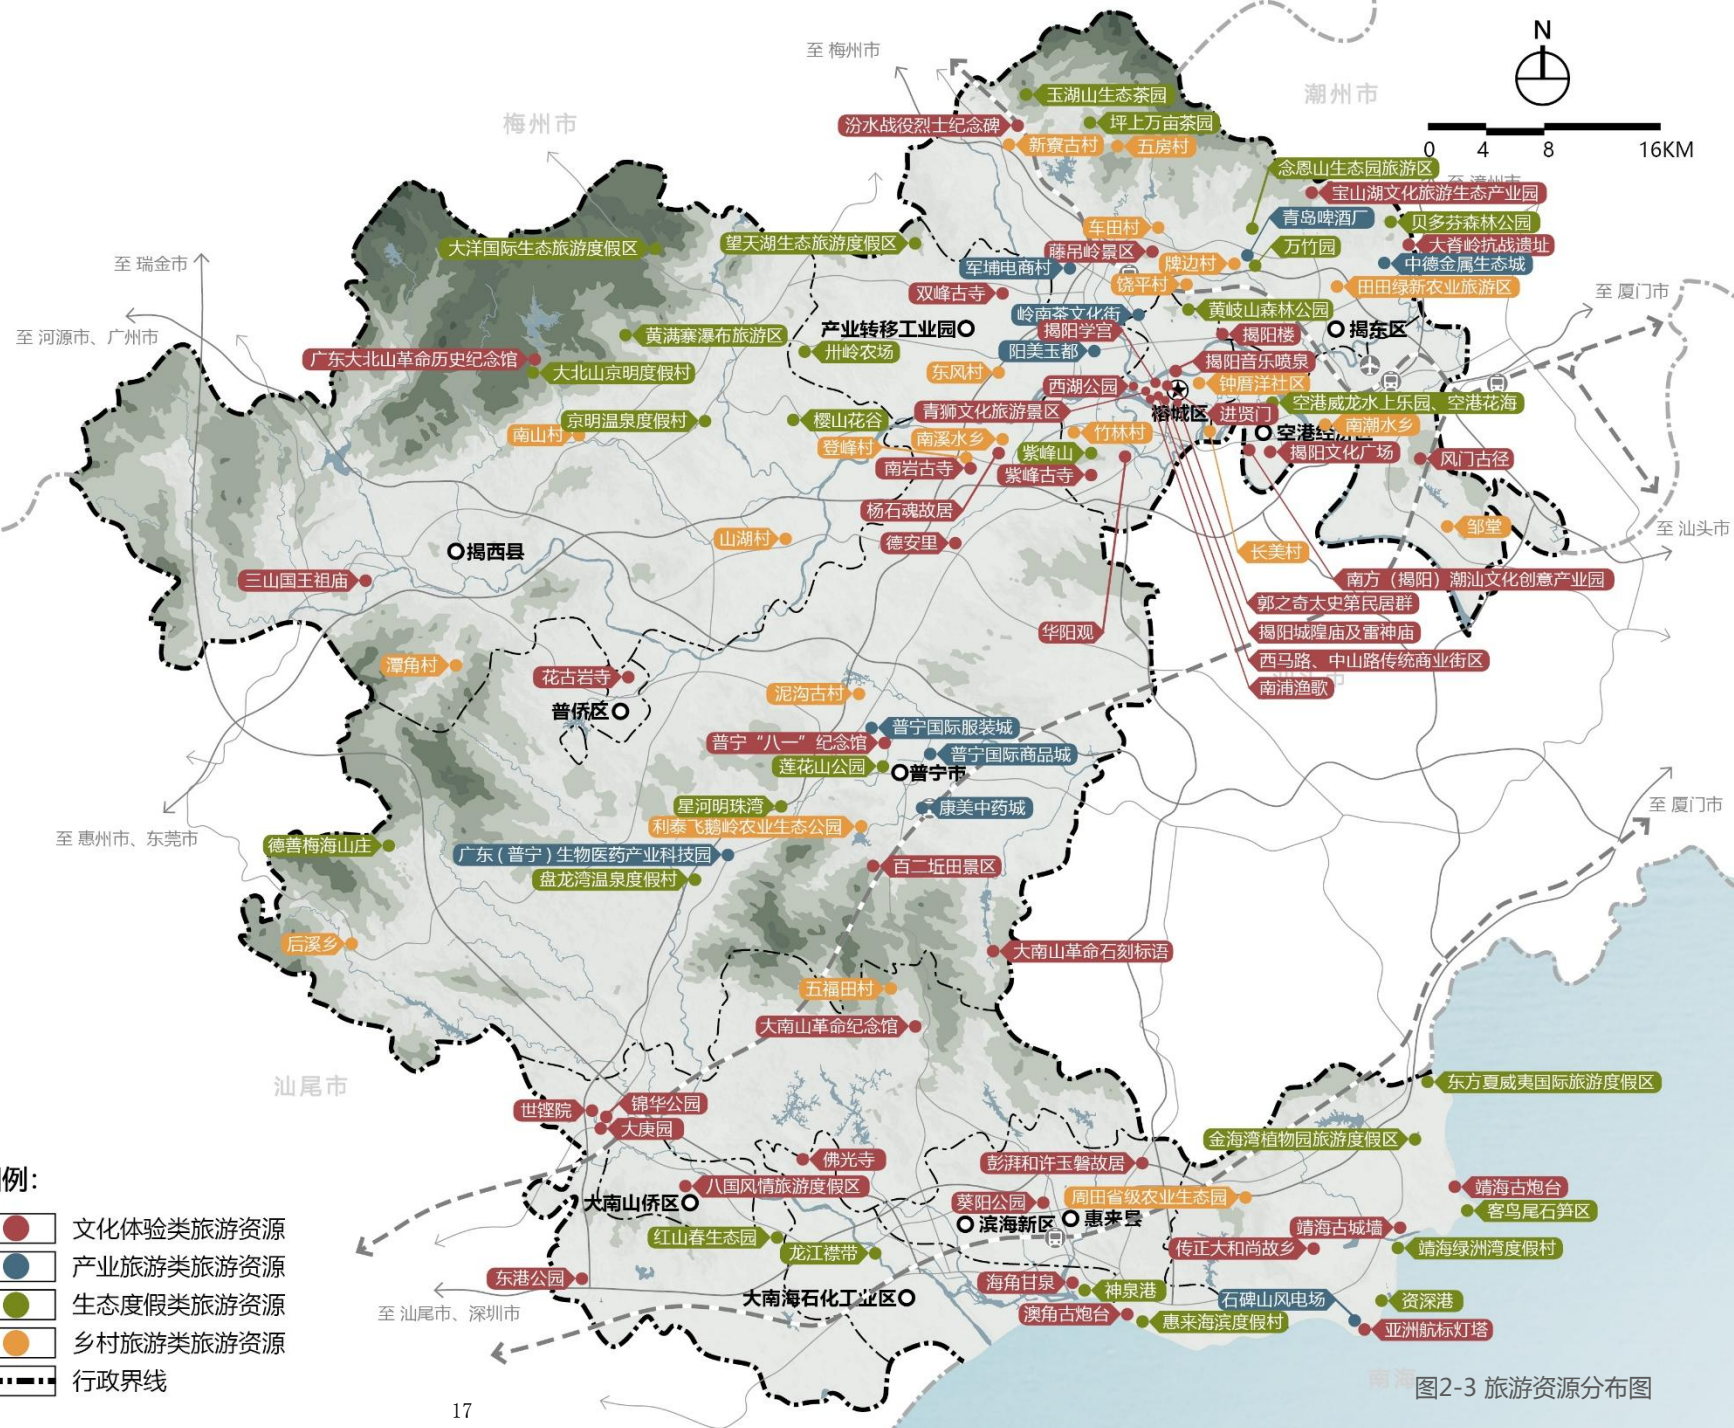 N
0 4 8 16KM
至 梅州市
潮州市
梅州市
玉湖山生态茶园
汾水战役烈士纪念碑
坪上万亩茶园
新寮古村
五房村
念恩山生态园旅游区
宝山湖文化旅游生态产业园
青岛啤酒厂
贝多芬森林公园
车田村
大洋国际生态旅游度假区
望天湖生态旅游度假区
藤吊岭景区
万竹园
大脊岭抗战遗址
至 瑞金市
军埔电商村
牌边村
中德金属生态城
饶平村
田田绿新农业旅游区
至 厦门市
双峰古寺
岭南茶文化街
黄岐山森林公园
至 河源市、广州市
黄满寨瀑布旅游区
产业转移工业园
揭阳学宫
揭阳楼
揭东区
广东大北山革命历史纪念馆
卅岭农场
阳美玉都
揭阳音乐喷泉
大北山京明度假村
东风村
西湖公园
钟厝洋社区
京明温泉度假村
樱山花谷
青狮文化旅游景区
榕城区
进贤门
空港威龙水上乐园
空港花海
南山村
登峰村
南溪水乡
竹林村
南潮水乡
紫峰山
揭阳文化广场
风门古径
南岩古寺
紫峰古寺
杨石魂故居
山湖村
德安里
邹堂
至 汕头市
揭西县
长美村
三山国王祖庙
南方（揭阳）潮汕文化创意产业园
郭之奇太史第民居群
华阳观
揭阳城隍庙及雷神庙
潭角村
西马路、中山路传统商业街区
花古岩寺
南浦渔歌
泥沟古村
普侨区
普宁国际服装城
普宁“八一”纪念馆
普宁国际商品城
莲花山公园
普宁市
星河明珠湾
康美中药城
至 厦门市
利泰飞鹅岭农业生态公园
至 惠州市、东莞市
德善梅海山庄
广东(普宁)生物医药产业科技园
百二坵田景区
盘龙湾温泉度假村
后溪乡
大南山革命石刻标语
五福田村
大南山革命纪念馆
汕尾市
东方夏威夷国际旅游度假区
世铿院
锦华公园
大庚园
金海湾植物园旅游度假区
佛光寺
彭湃和许玉磐故居
八国风情旅游度假区
靖海古炮台
大南山侨区
葵阳公园
周田省级农业生态园
客鸟尾石笋区
滨海新区
惠来县
靖海古城墙
红山春生态园
龙江襟带
传正大和尚故乡
靖海绿洲湾度假村
东港公园
海角甘泉
神泉港
大南海石化工业区
石碑山风电场
资深港
至 汕尾市、深圳市
澳角古炮台
惠来海滨度假村
亚洲航标灯塔
例：
文化体验类旅游资源
产业旅游类旅游资源
生态度假类旅游资源
乡村旅游类旅游资源
行政界线
南海
图2-3 旅游资源分布图
17